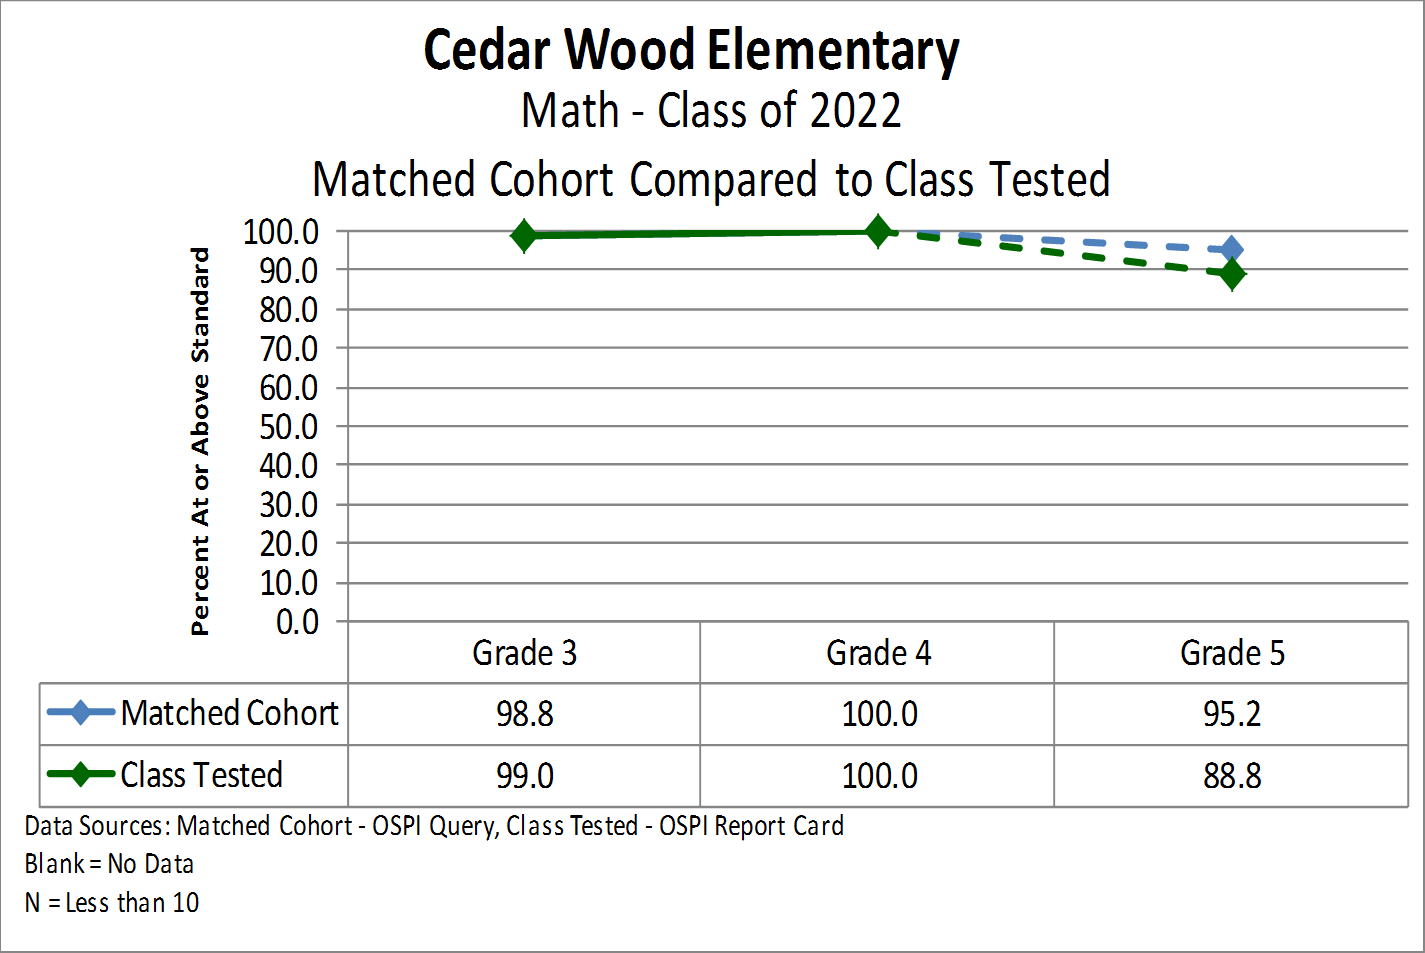 Cedar Wood Elementary
Math - Class of 2022
Matched Cohort Compared to Class Tested
Percent At or Above Standard
100.0
90.0
80.0
70.0
60.0
50.0
40.0
30.0
20.0
10.0
0.0
Grade 3 Grade 4 Grade 5
Matched Cohort 98.8 100.0 95.2
Class Tested 99.0 100.0 88.8
Data Sources: Matched Cohort - OSPI Query, Class Tested - OSPI Report Card
Blank = No Data
N = Less than 10